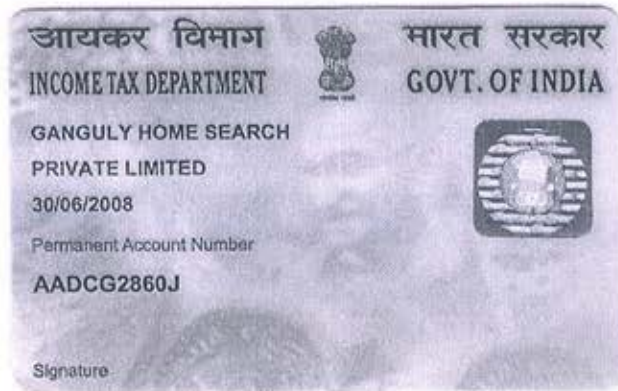 आयकर विभाग
INCOME TAX DEPARTMENT
भारत सरकार
GOVT. OF INDIA
GANGULY HOME SEARCH
PRIVATE LIMITED
30/06/2008
Permanent Account Number
AADCG2860J
Signature